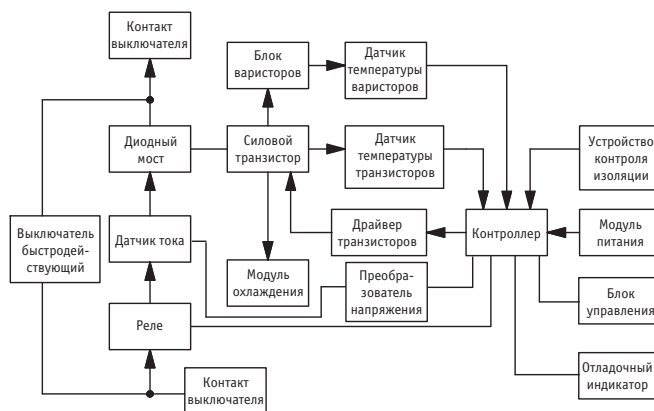 Контакт
выключателя
Блок
варисторов
Датчик
температуры
варисторов
Диодный
мост
Силовой
транзистор
Датчик
температуры
транзисторов
Устройство
контроля
изоляции
Выключатель
быстродей-
ствующий
Датчик тока
Драйвер
транзисторов
Контроллер
Модуль
питания
Модуль
охлаждения
Преобра-
зователь
напряжения
Блок
управления
Реле
Контакт
выключателя
Отладочный
индикатор